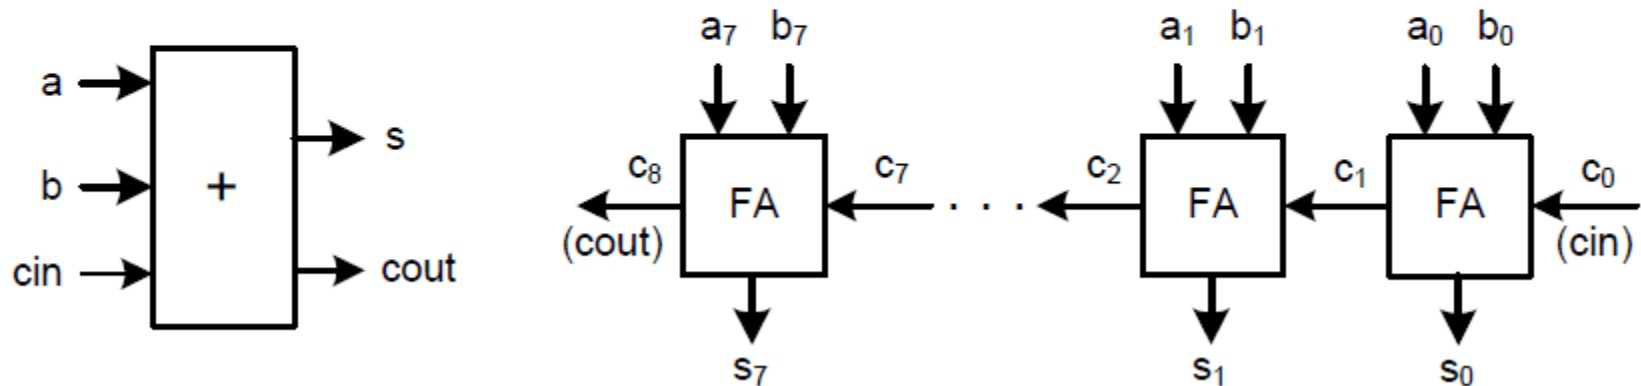 a
b
cin
+
s
cout
a₇ b₇
a₁ b₁
a₀ b₀
c₈
(cout)
FA
c₇
· · ·
c₂
FA
c₁
FA
c₀
(cin)
s₇
s₁
s₀